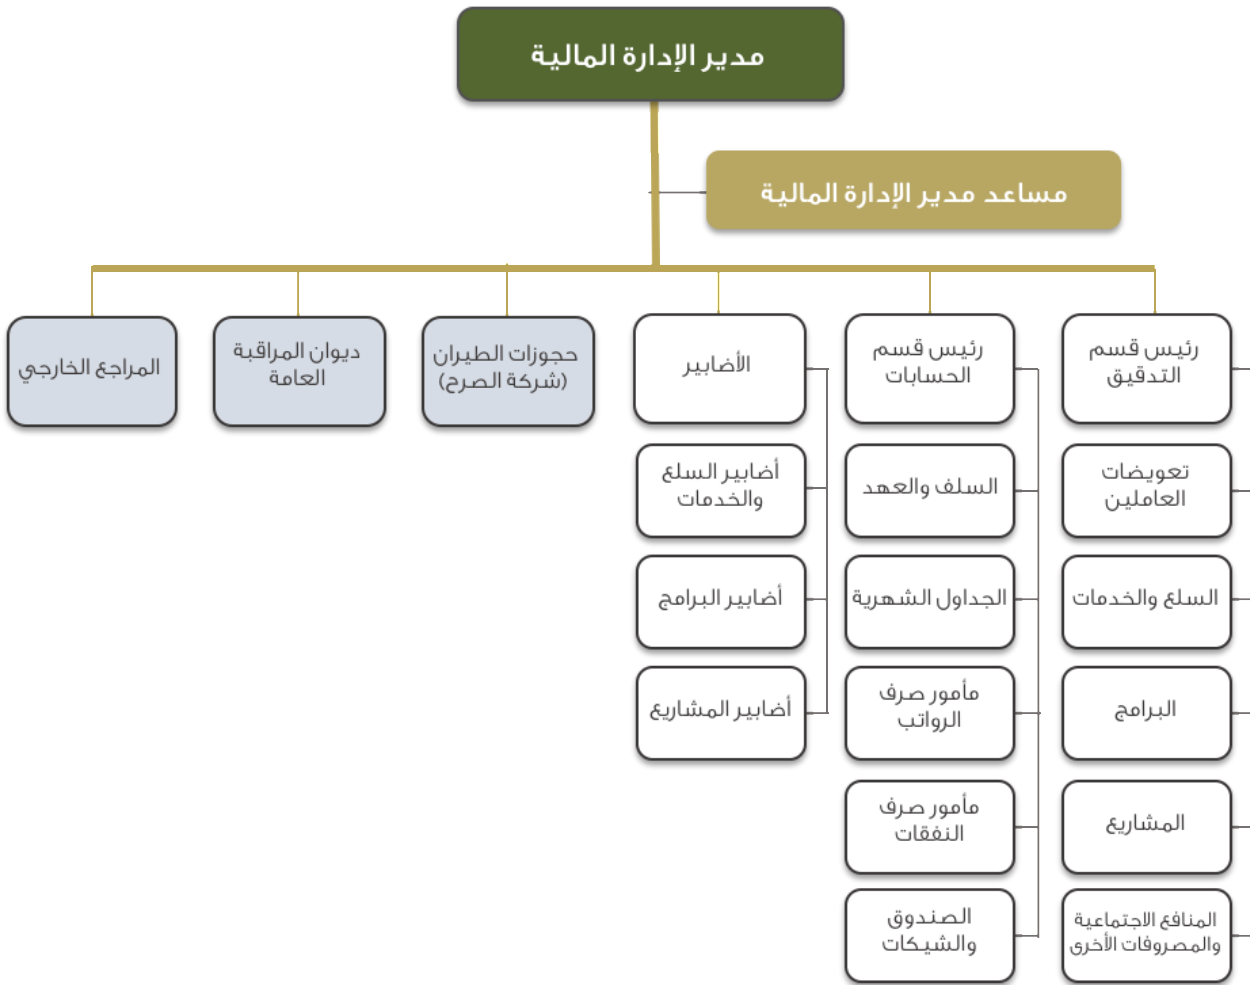 مدير الإدارة المالية
مساعد مدير الإدارة المالية
رئيس قسم
التدقيق
رئيس قسم
الحسابات
الأضابير
حجوزات الطيران
(شركة الصرح)
ديوان المراقبة
العامة
المراجع الخارجي
تعويضات
العاملين
السلف والعهد
أضابير السلع
والخدمات
السلع والخدمات
الجداول الشهرية
أضابير البرامج
البرامج
مأمور صرف
الرواتب
أضابير المشاريع
المشاريع
مأمور صرف
النفقات
المنافع الاجتماعية
والمصروفات الأخرى
الصندوق
والشيكات